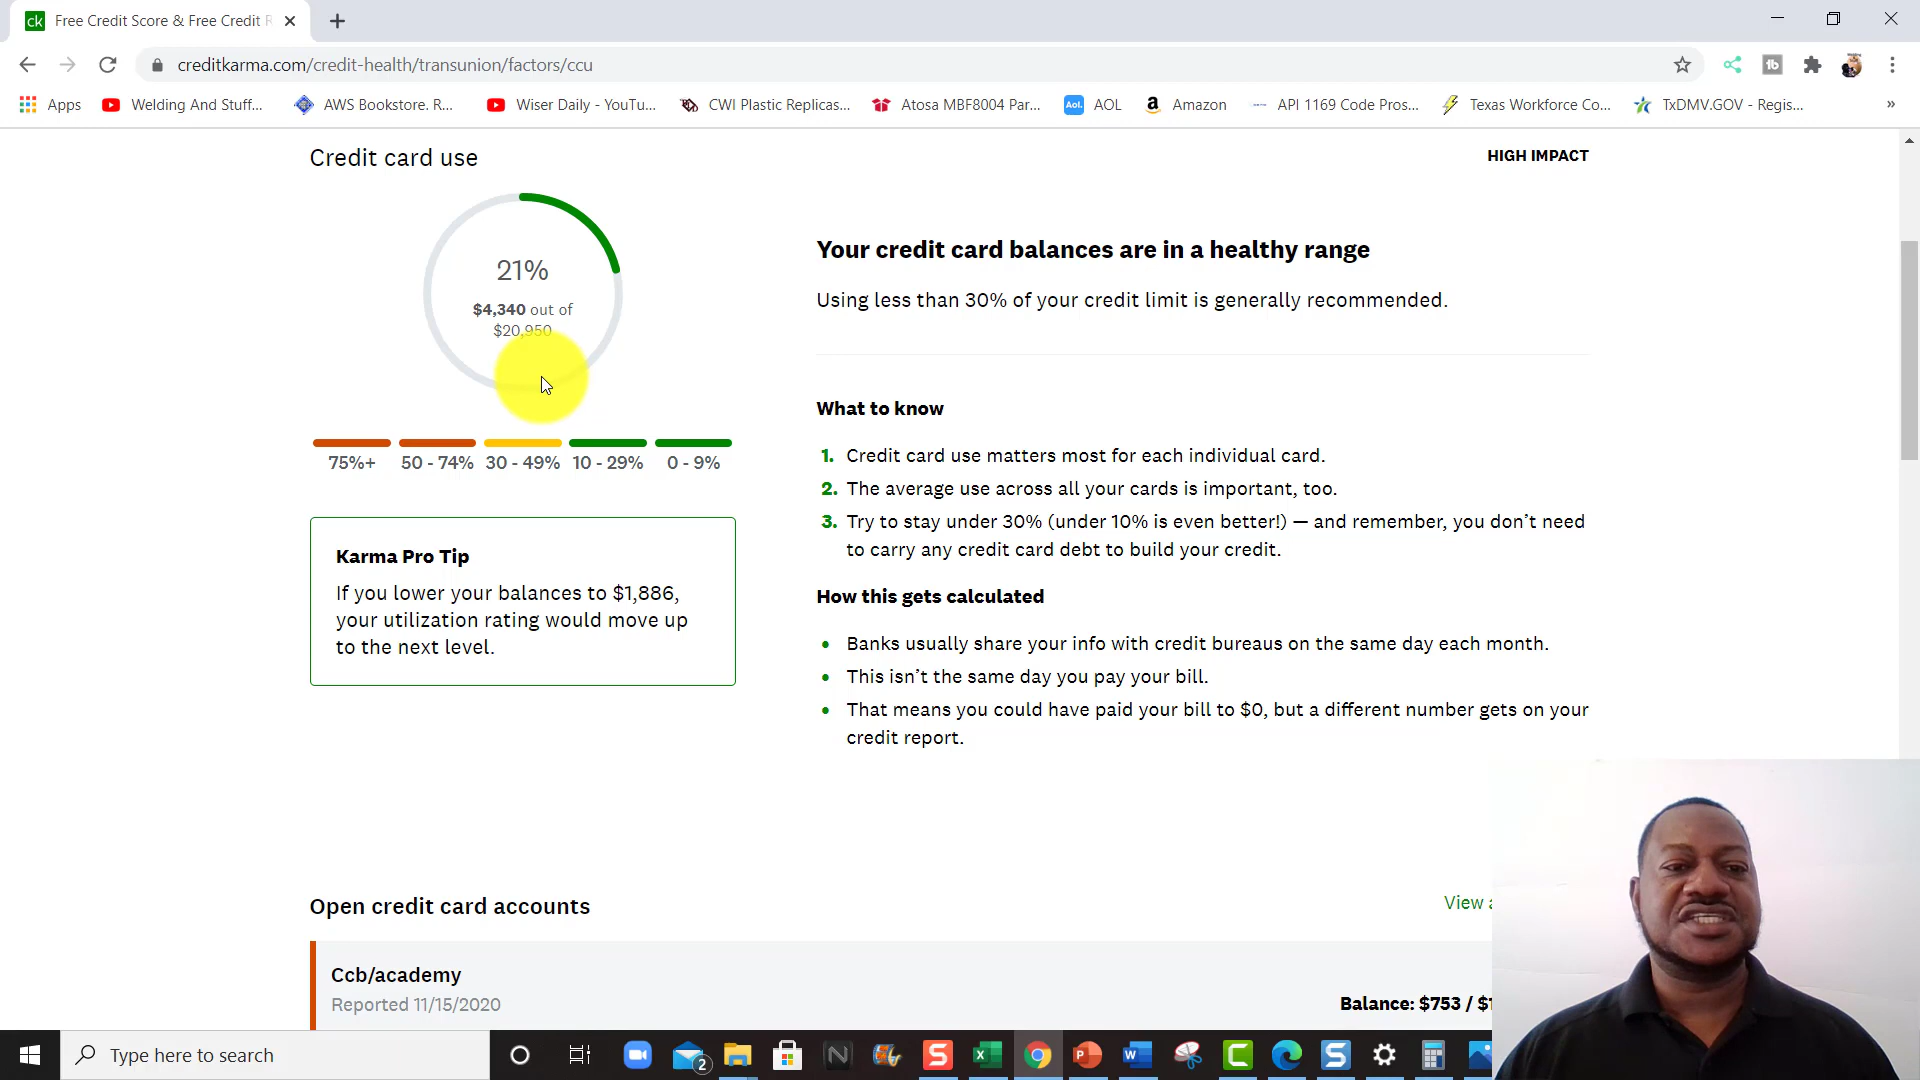 Free Credit Score & Free Credit R
creditkarma.com/credit-health/transunion/factors/ccu
Apps
Welding And Stuff...
AWS Bookstore. R...
Wiser Daily - YouTu...
CWI Plastic Replicas...
Atosa MBF8004 Par...
Aol.
AOL
Amazon
API 1169 Code Pros...
Texas Workforce Co...
TxDMV.GOV - Regis...
»
Credit card use
HIGH IMPACT
21%
$4,340 out of
$20,950
75%+
50 - 74%
30 - 49%
10 - 29%
0 - 9%
Karma Pro Tip
If you lower your balances to $1,886,
your utilization rating would move up
to the next level.
Your credit card balances are in a healthy range
Using less than 30% of your credit limit is generally recommended.
What to know
1. Credit card use matters most for each individual card.
2. The average use across all your cards is important, too.
3. Try to stay under 30% (under 10% is even better!) — and remember, you don't need
to carry any credit card debt to build your credit.
How this gets calculated
• Banks usually share your info with credit bureaus on the same day each month.
• This isn't the same day you pay your bill.
• That means you could have paid your bill to $0, but a different number gets on your
credit report.
Open credit card accounts
View
Ccb/academy
Reported 11/15/2020
Balance: $753 /
Type here to search
2